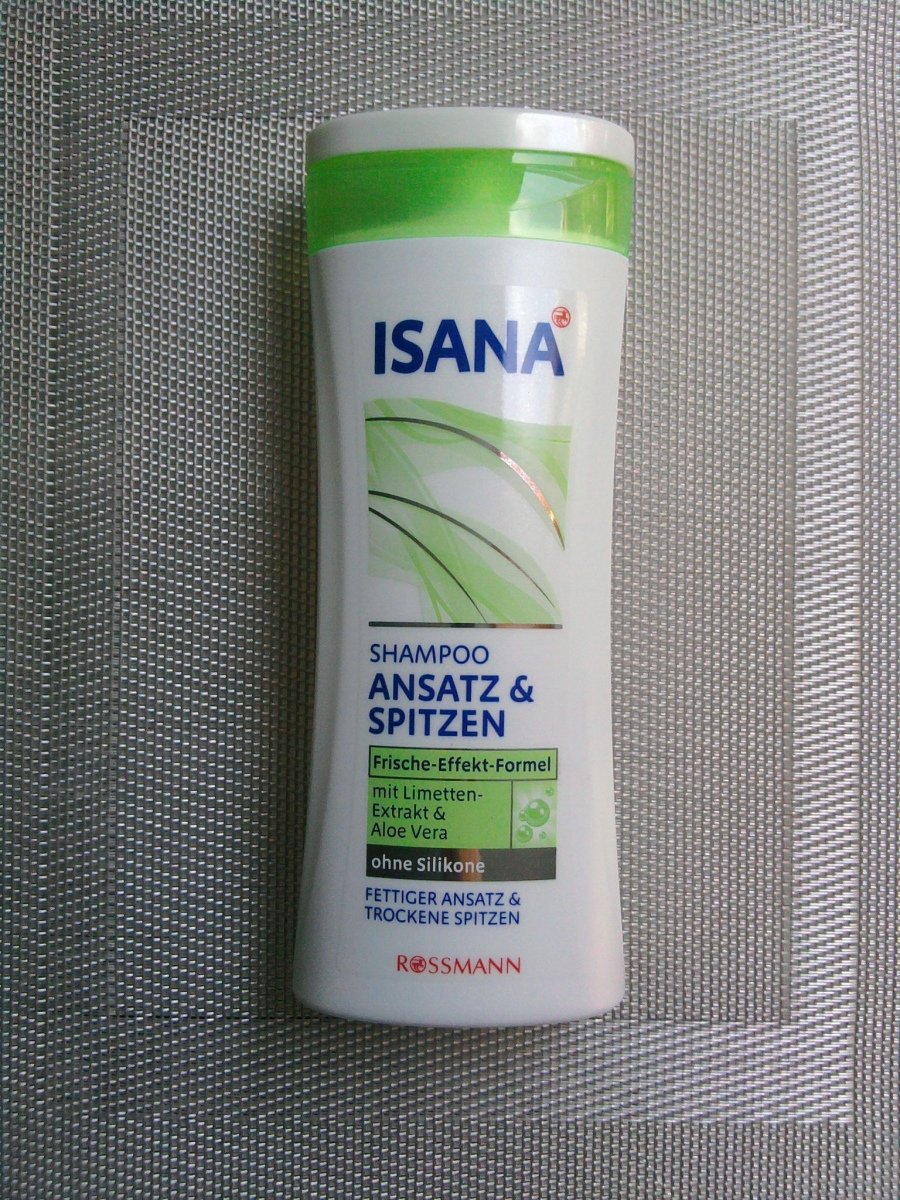 ISANA
SHAMPOO
ANSATZ &
SPITZEN
Frische-Effekt-Formel
mit Limetten-
Extrakt &
Aloe Vera
ohne Silikone
FETTIGER ANSATZ &
TROCKENE SPITZEN
ROSSMANN